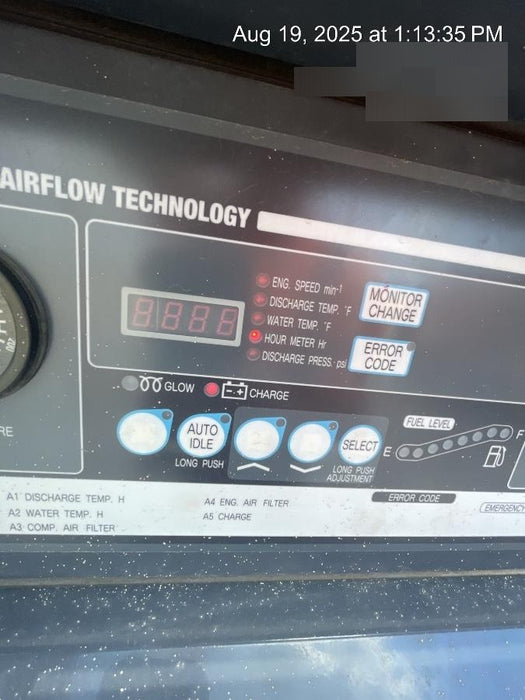 Aug 19, 2025 at 1:13:35 PM
AIRFLOW TECHNOLOGY
ENG. SPEED min-1
DISCHARGE TEMP. °F
WATER TEMP. °F
HOUR METER Hr
DISCHARGE PRESS. psi
MONITOR
CHANGE
ERROR
CODE
GLOW
CHARGE
AUTO
IDLE
LONG PUSH
SELECT
LONG PUSH
ADJUSTMENT
FUEL LEVEL
E
F
RE
200
A1 DISCHARGE TEMP. H
A2 WATER TEMP. H
A3 COMP. AIR FILTER
A4 ENG. AIR FILTER
A5 CHARGE
ERROR CODE
EMERGENCY